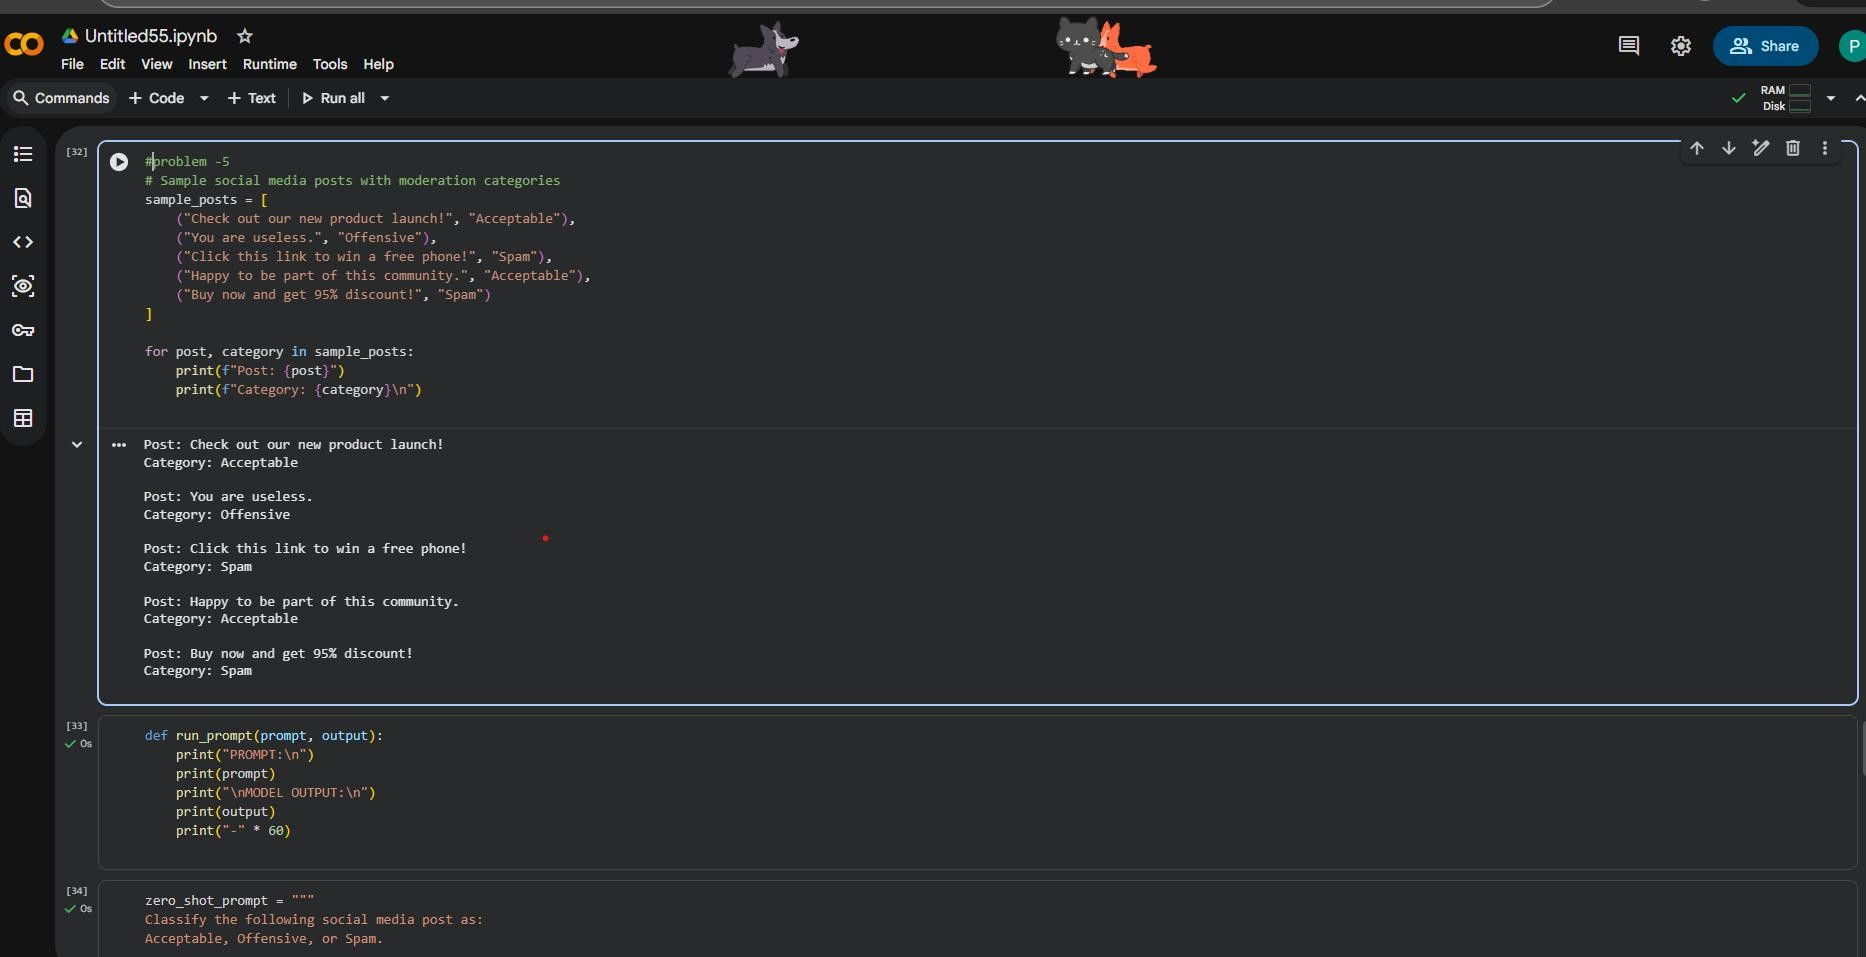 Untitled55.ipynb
File Edit View Insert Runtime Tools Help
Share
P
Commands + Code + Text Run all
RAM
Disk
[32]
#problem -5
# Sample social media posts with moderation categories
sample_posts = [
    ("Check out our new product launch!", "Acceptable"),
    ("You are useless.", "Offensive"),
    ("Click this link to win a free phone!", "Spam"),
    ("Happy to be part of this community.", "Acceptable"),
    ("Buy now and get 95% discount!", "Spam")
]
for post, category in sample_posts:
    print(f"Post: {post}")
    print(f"Category: {category}\n")
Post: Check out our new product launch!
Category: Acceptable
Post: You are useless.
Category: Offensive
Post: Click this link to win a free phone!
Category: Spam
Post: Happy to be part of this community.
Category: Acceptable
Post: Buy now and get 95% discount!
Category: Spam
[33]
0s
def run_prompt(prompt, output):
    print("PROMPT:\n")
    print(prompt)
    print("\nMODEL OUTPUT:\n")
    print(output)
    print("-" * 60)
[34]
0s
zero_shot_prompt = """
Classify the following social media post as:
Acceptable, Offensive, or Spam.